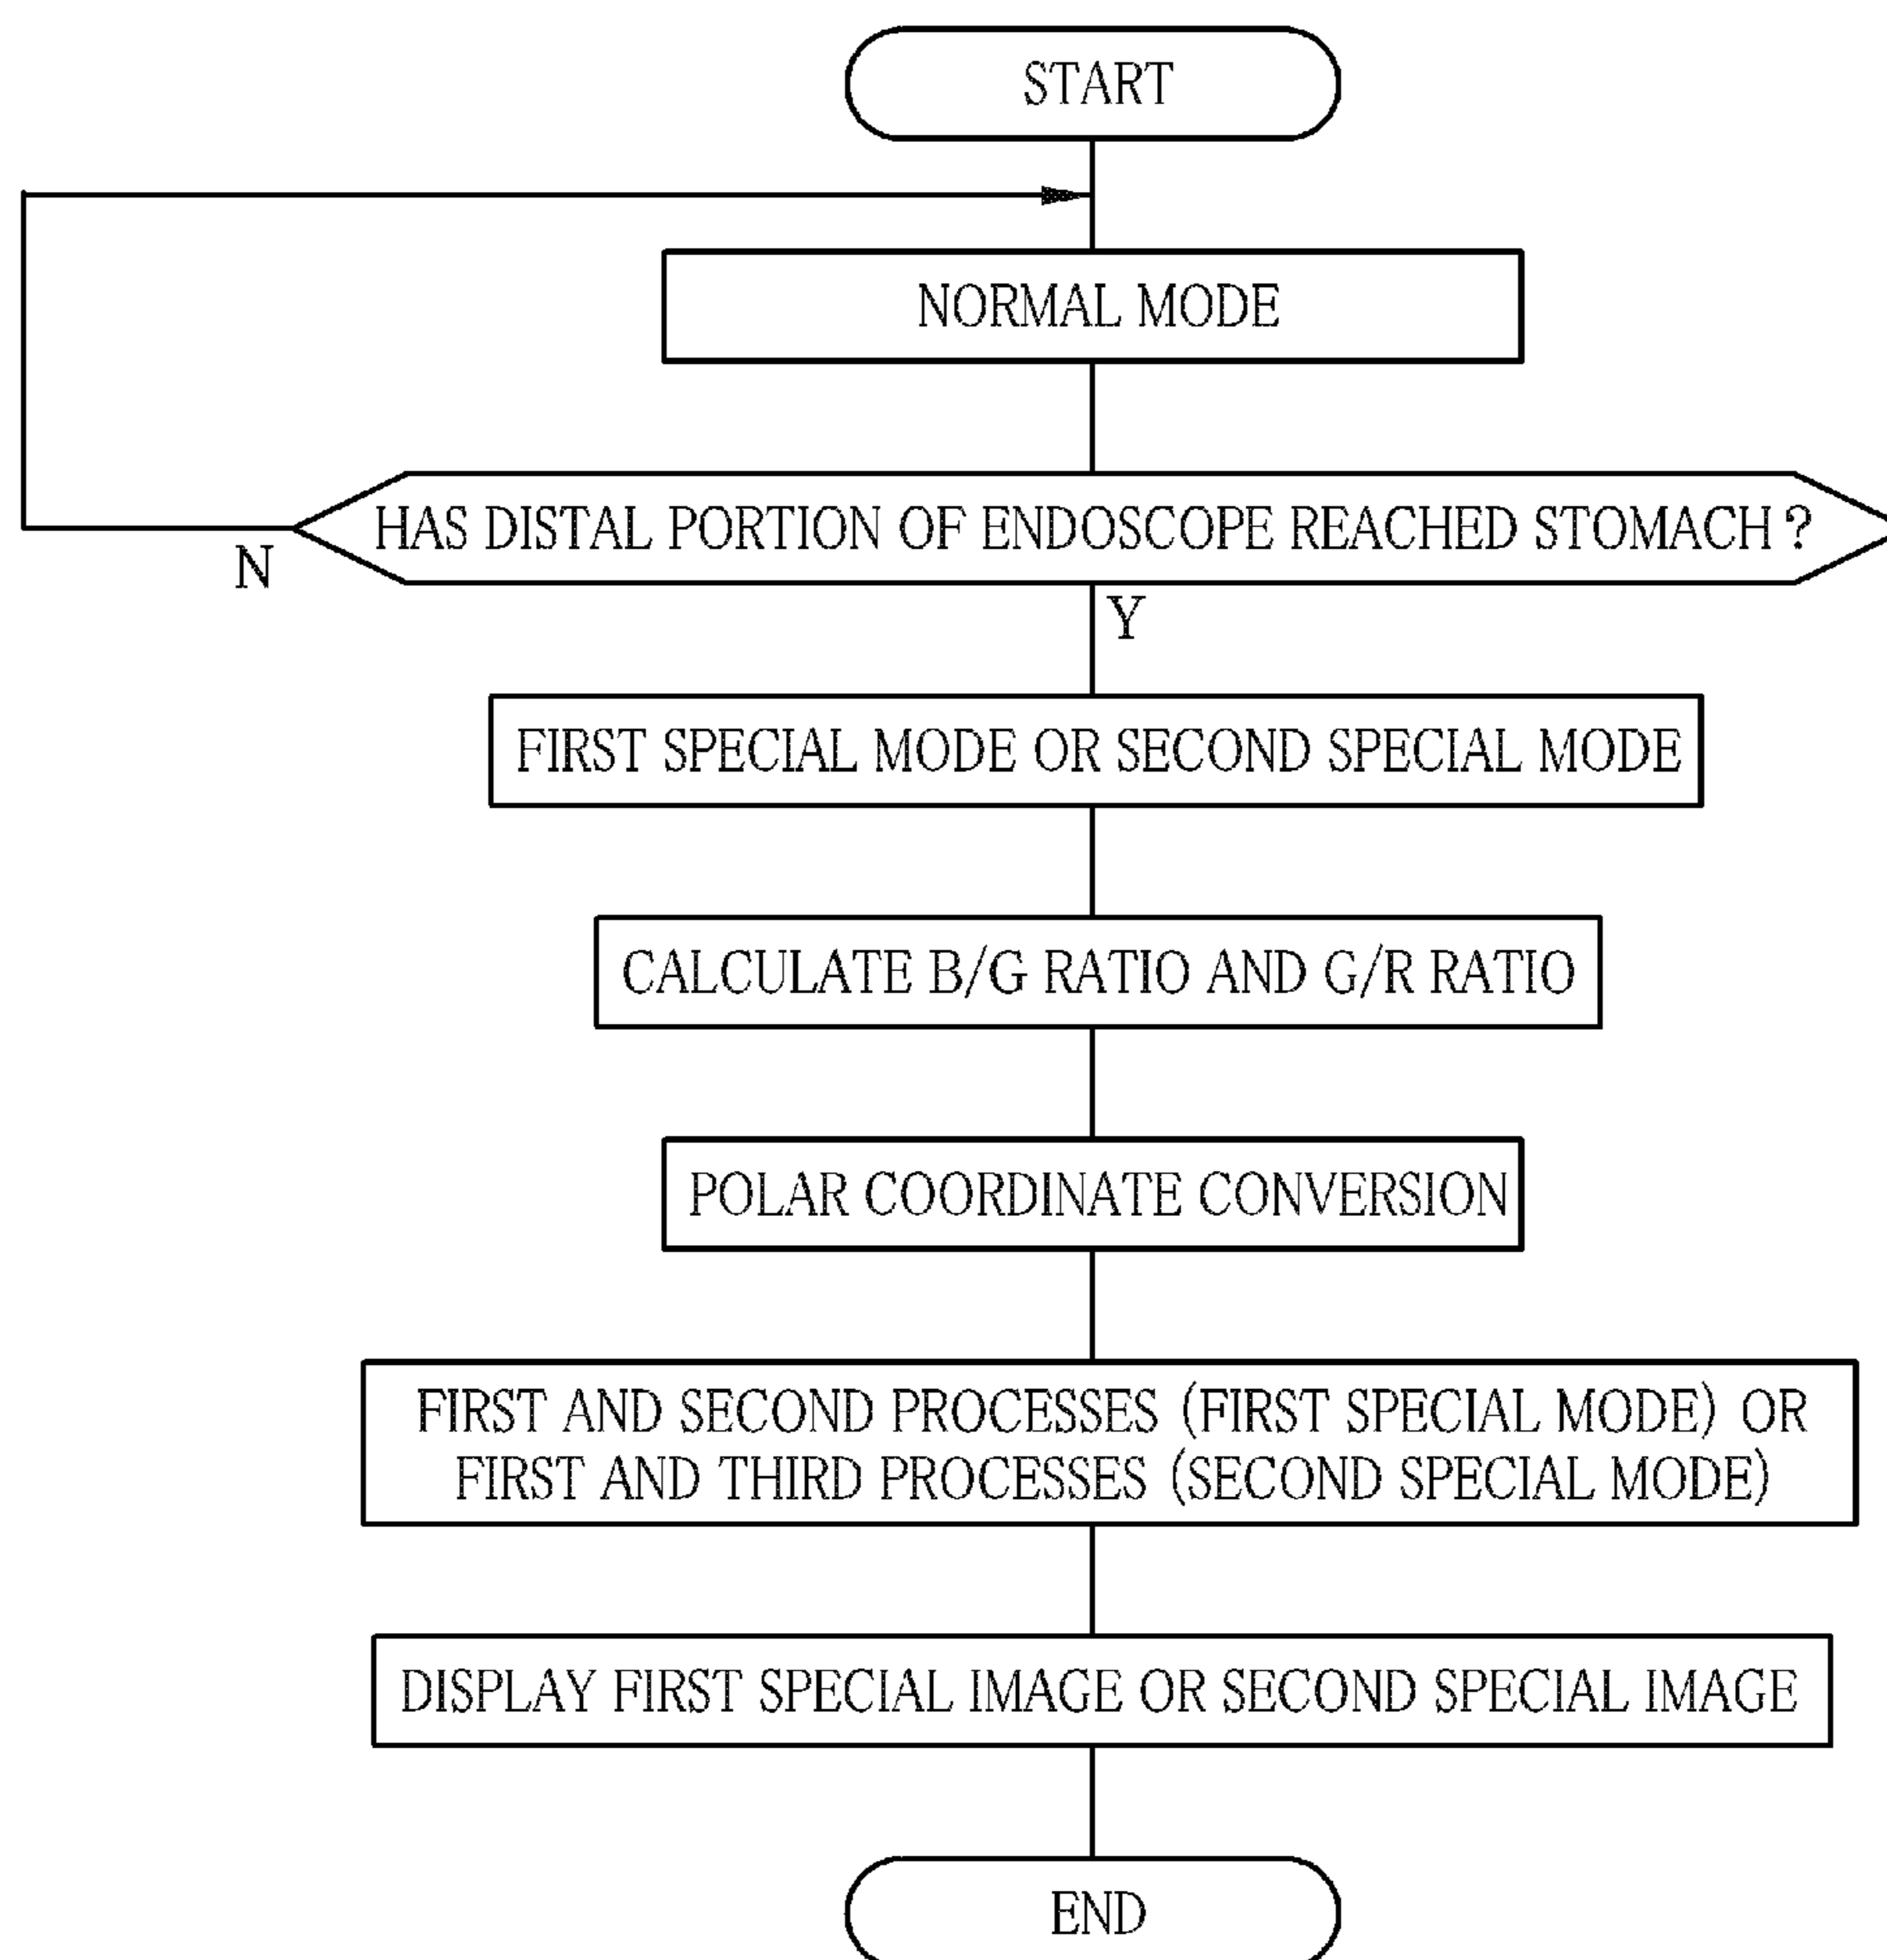 START
NORMAL MODE
HAS DISTAL PORTION OF ENDOSCOPE REACHED STOMACH ?
N
Y
FIRST SPECIAL MODE OR SECOND SPECIAL MODE
CALCULATE B/G RATIO AND G/R RATIO
POLAR COORDINATE CONVERSION
FIRST AND SECOND PROCESSES (FIRST SPECIAL MODE) OR
FIRST AND THIRD PROCESSES (SECOND SPECIAL MODE)
DISPLAY FIRST SPECIAL IMAGE OR SECOND SPECIAL IMAGE
END